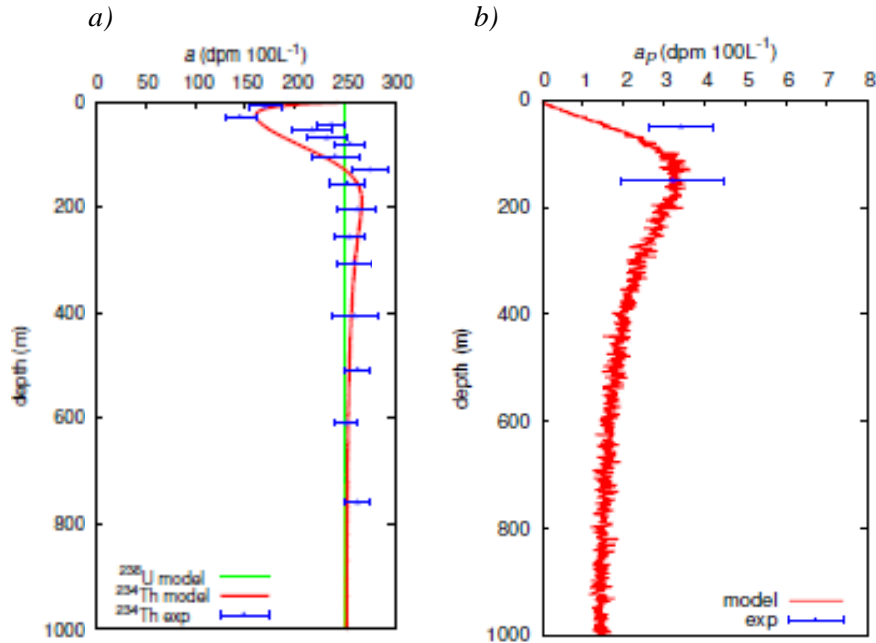 a)
a (dpm 100L⁻¹)
0 50 100 150 200 250 300
0
200
400
600
800
1000
depth (m)
²³⁸U model
²³⁴Th model
²³⁴Th exp
b)
aₚ (dpm 100L⁻¹)
0 1 2 3 4 5 6 7 8
0
200
400
600
800
1000
depth (m)
model
exp